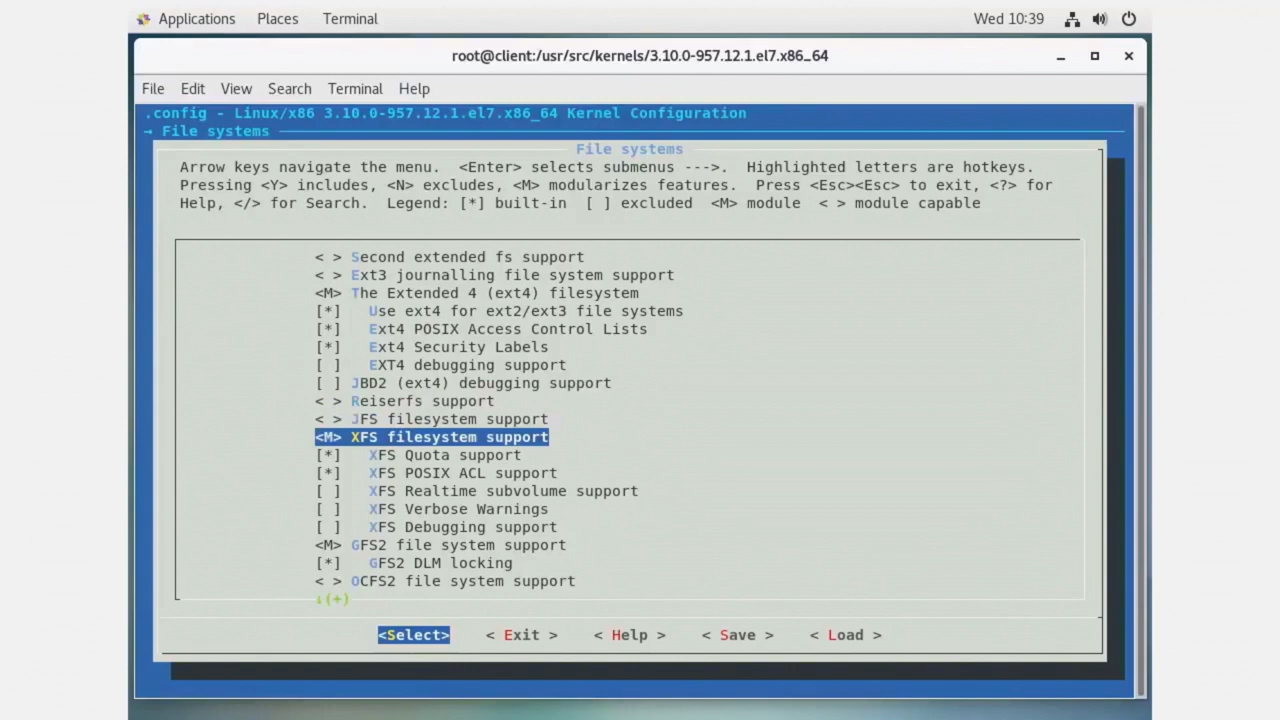 Applications Places Terminal Wed 10:39
root@client:/usr/src/kernels/3.10.0-957.12.1.el7.x86_64
File Edit View Search Terminal Help
.config - Linux/x86 3.10.0-957.12.1.el7.x86_64 Kernel Configuration
→ File systems
File systems
Arrow keys navigate the menu. <Enter> selects submenus --->. Highlighted letters are hotkeys.
Pressing <Y> includes, <N> excludes, <M> modularizes features. Press <Esc><Esc> to exit, <?> for
Help, </> for Search. Legend: [*] built-in [ ] excluded <M> module < > module capable
< > Second extended fs support
< > Ext3 journalling file system support
<M> The Extended 4 (ext4) filesystem
[*] Use ext4 for ext2/ext3 file systems
[*] Ext4 POSIX Access Control Lists
[*] Ext4 Security Labels
[ ] EXT4 debugging support
[ ] JBD2 (ext4) debugging support
< > Reiserfs support
< > JFS filesystem support
<M> XFS filesystem support
[*] XFS Quota support
[*] XFS POSIX ACL support
[ ] XFS Realtime subvolume support
[ ] XFS Verbose Warnings
[ ] XFS Debugging support
<M> GFS2 file system support
[*] GFS2 DLM locking
< > OCFS2 file system support
↓(+)
<Select> < Exit > < Help > < Save > < Load >